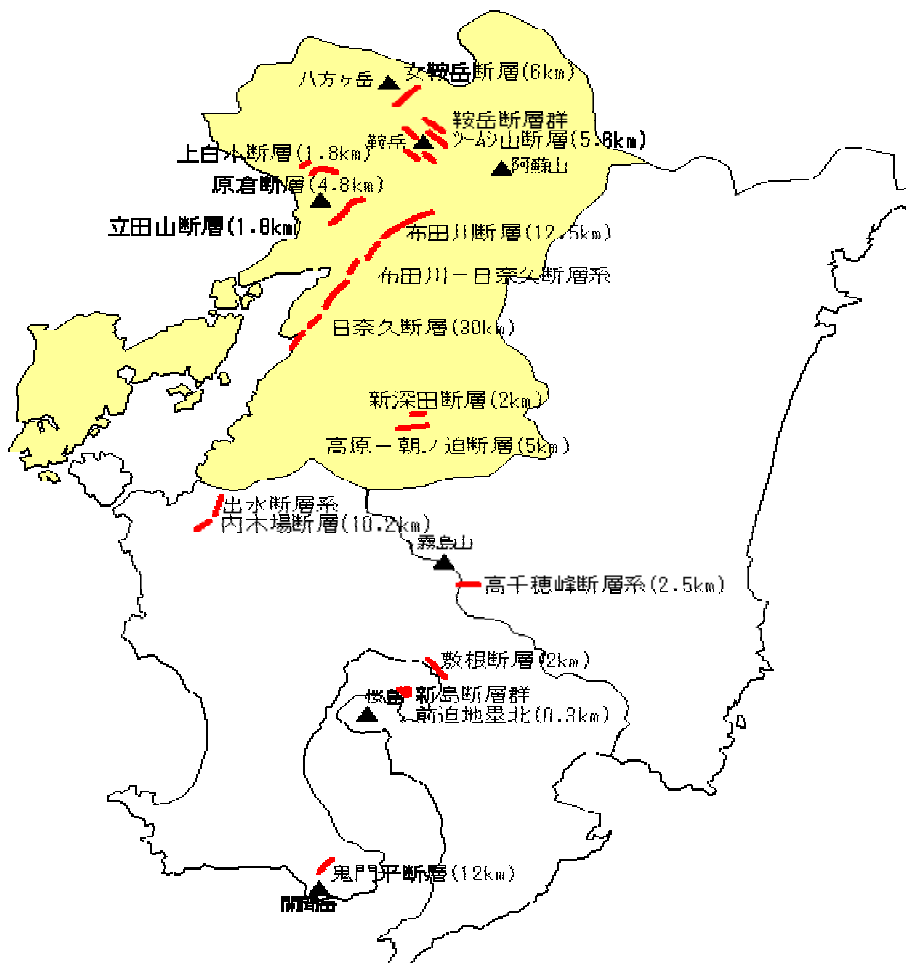 八方ヶ岳
女鞍岳断層(6km)
鞍岳断層群
鞍岳
ツームシ山断層(5.6km)
上白木断層(1.8km)
阿蘇山
原倉断層(4.8km)
立田山断層(1.8km)
布田川断層(12.5km)
布田川ー日奈久断層系
日奈久断層(30km)
新深田断層(2km)
高原ー朝ノ迫断層(5km)
出水断層系
内木場断層(10.2km)
霧島山
高千穂峰断層系(2.5km)
敷根断層(2km)
桜島
新島断層群
前迫地塁北(0.3km)
鬼門平断層(12km)
開聞岳